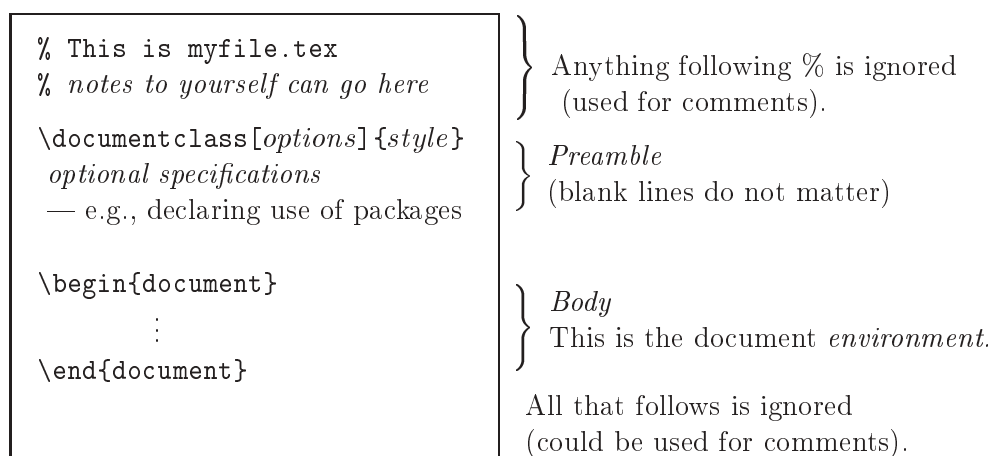 % This is myfile.tex
% notes to yourself can go here
Anything following % is ignored
(used for comments).
\documentclass[options]{style}
optional specifications
— e.g., declaring use of packages
Preamble
(blank lines do not matter)
\begin{document}
⋮
\end{document}
Body
This is the document environment.
All that follows is ignored
(could be used for comments).